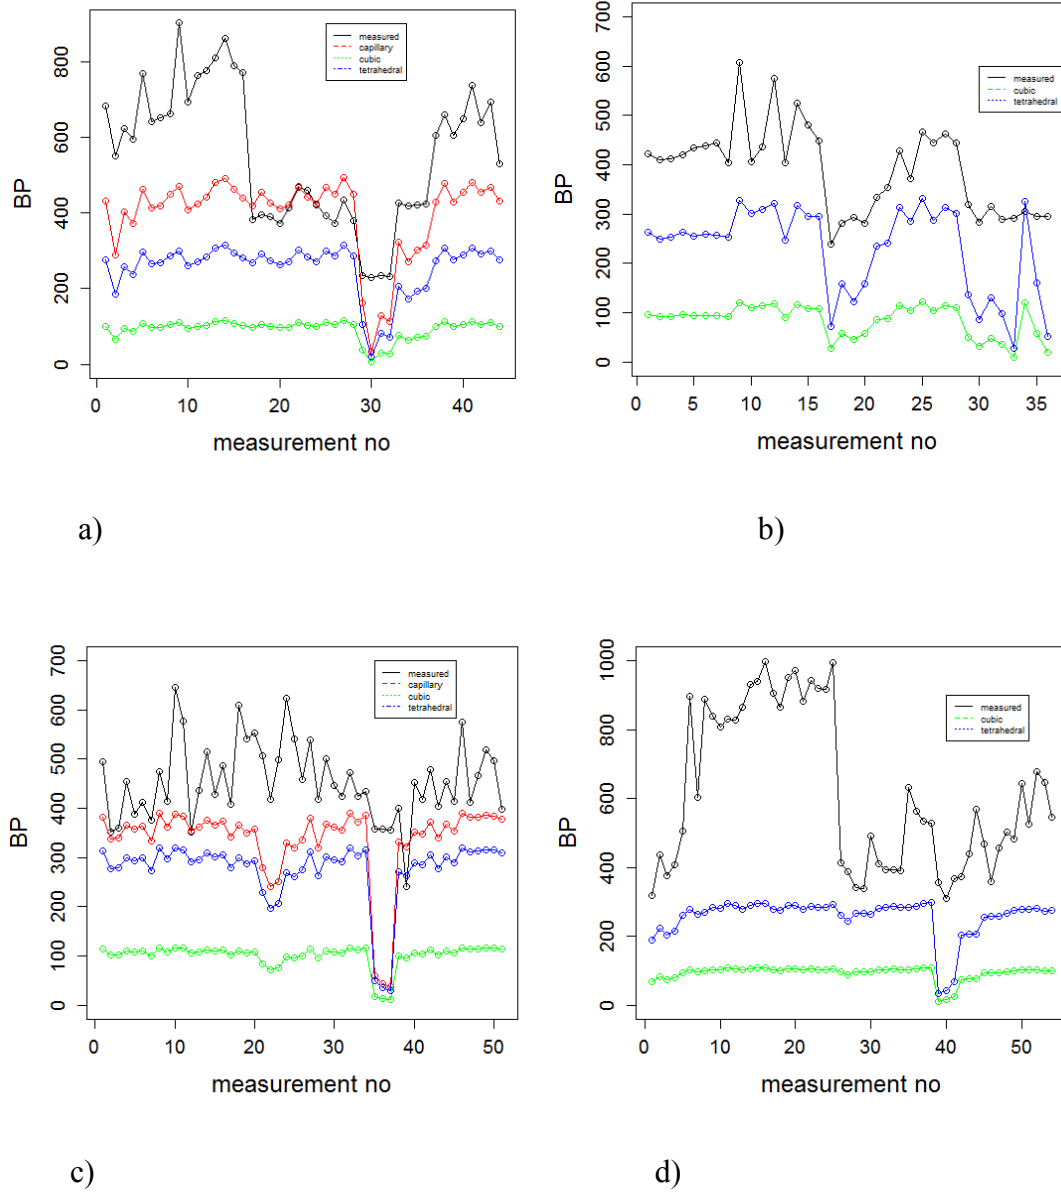 measured
capillary
cubic
tetrahedral
BP
0 200 400 600 800
0 10 20 30 40
measurement no
a)
measured
cubic
tetrahedral
BP
0 100 200 300 400 500 600 700
0 5 10 15 20 25 30 35
measurement no
b)
measured
capillary
cubic
tetrahedral
BP
0 100 200 300 400 500 600 700
0 10 20 30 40 50
measurement no
c)
measured
cubic
tetrahedral
BP
0 200 400 600 800 1000
0 10 20 30 40 50
measurement no
d)